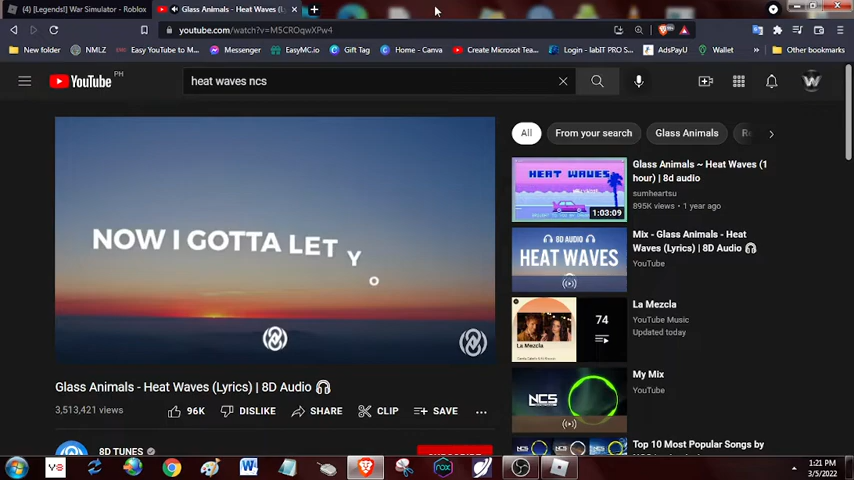 (4) [Legends!] War Simulator - Roblox
Glass Animals - Heat Waves (L
youtube.com/watch?v=M5CROqwXPw4
New folder
NMLZ
Easy YouTube to M...
Messenger
EasyMC.io
Gift Tag
Home - Canva
Create Microsoft Tea...
Login - labIT PRO S...
AdsPayU
Wallet
Other bookmarks
YouTube PH
heat waves ncs
NOW I GOTTA LET Y
O
All
From your search
Glass Animals
Re
HEAT WAVES
1:03:09
Glass Animals ~ Heat Waves (1
hour) | 8d audio
sumheartsu
895K views • 1 year ago
8D AUDIO
HEAT WAVES
Mix - Glass Animals - Heat
Waves (Lyrics) | 8D Audio
YouTube
La Mezcla
74
La Mezcla
YouTube Music
Updated today
NCS
My Mix
YouTube
Top 10 Most Popular Songs by
Glass Animals - Heat Waves (Lyrics) | 8D Audio
3,513,421 views
96K
DISLIKE
SHARE
CLIP
SAVE
8D TUNES
SUBSCRIBE
1:21 PM
3/5/2022